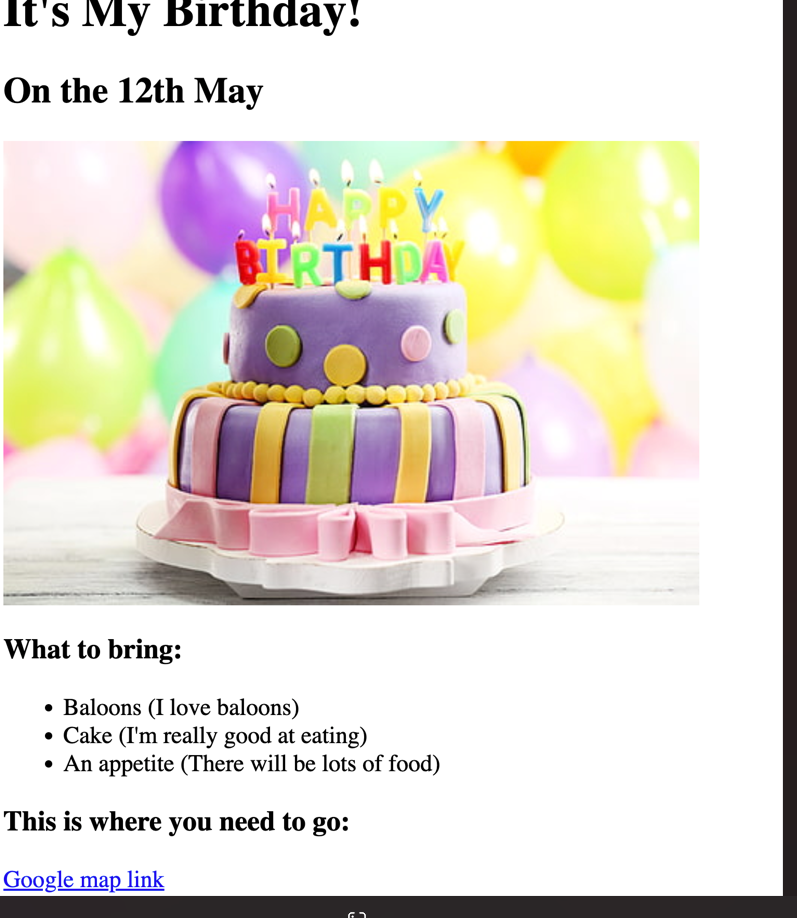 It's My Birthday!
On the 12th May
HAPPY
BIRTHDAY
What to bring:
Baloons (I love baloons)
Cake (I'm really good at eating)
An appetite (There will be lots of food)
This is where you need to go:
Google map link